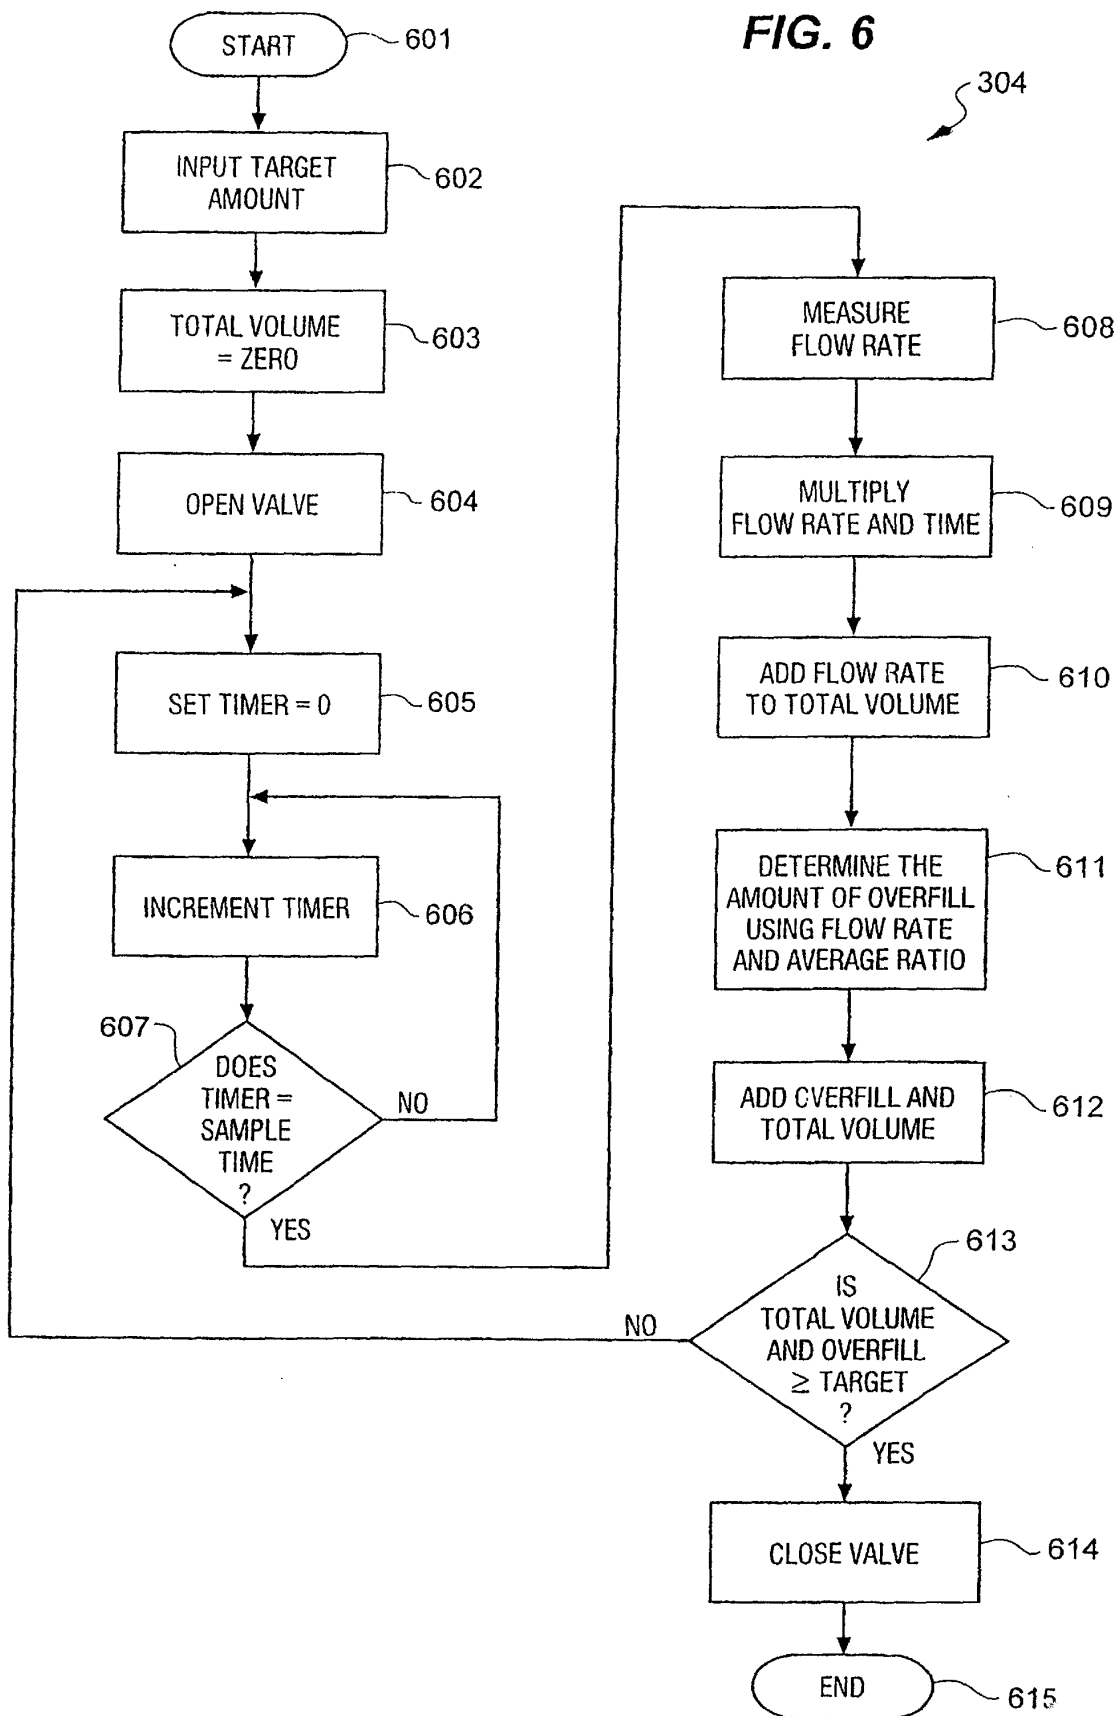 FIG. 6
304
START
601
INPUT TARGET
AMOUNT
602
TOTAL VOLUME
= ZERO
603
OPEN VALVE
604
SET TIMER = 0
605
INCREMENT TIMER
606
607
DOES
TIMER =
SAMPLE
TIME
?
NO
YES
MEASURE
FLOW RATE
608
MULTIPLY
FLOW RATE AND TIME
609
ADD FLOW RATE
TO TOTAL VOLUME
610
DETERMINE THE
AMOUNT OF OVERFILL
USING FLOW RATE
AND AVERAGE RATIO
611
ADD OVERFILL AND
TOTAL VOLUME
612
613
IS
TOTAL VOLUME
AND OVERFILL
≥ TARGET
?
NO
YES
CLOSE VALVE
614
END
615